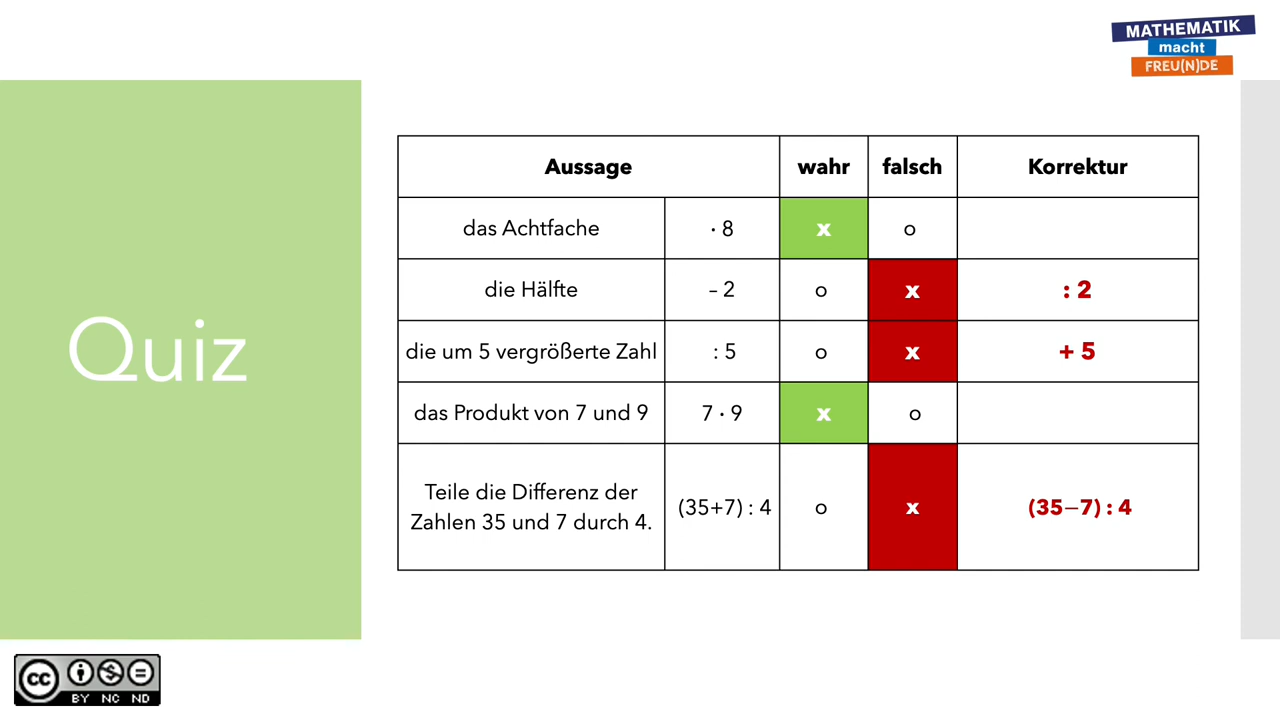 MATHEMATIK
macht
FREU(N)DE
Quiz
Aussage wahr falsch Korrektur
das Achtfache · 8 x o
die Hälfte – 2 o x : 2
die um 5 vergrößerte Zahl : 5 o x + 5
das Produkt von 7 und 9 7 · 9 x o
Teile die Differenz der
Zahlen 35 und 7 durch 4. (35+7) : 4 o x (35−7) : 4
cc
BY NC ND